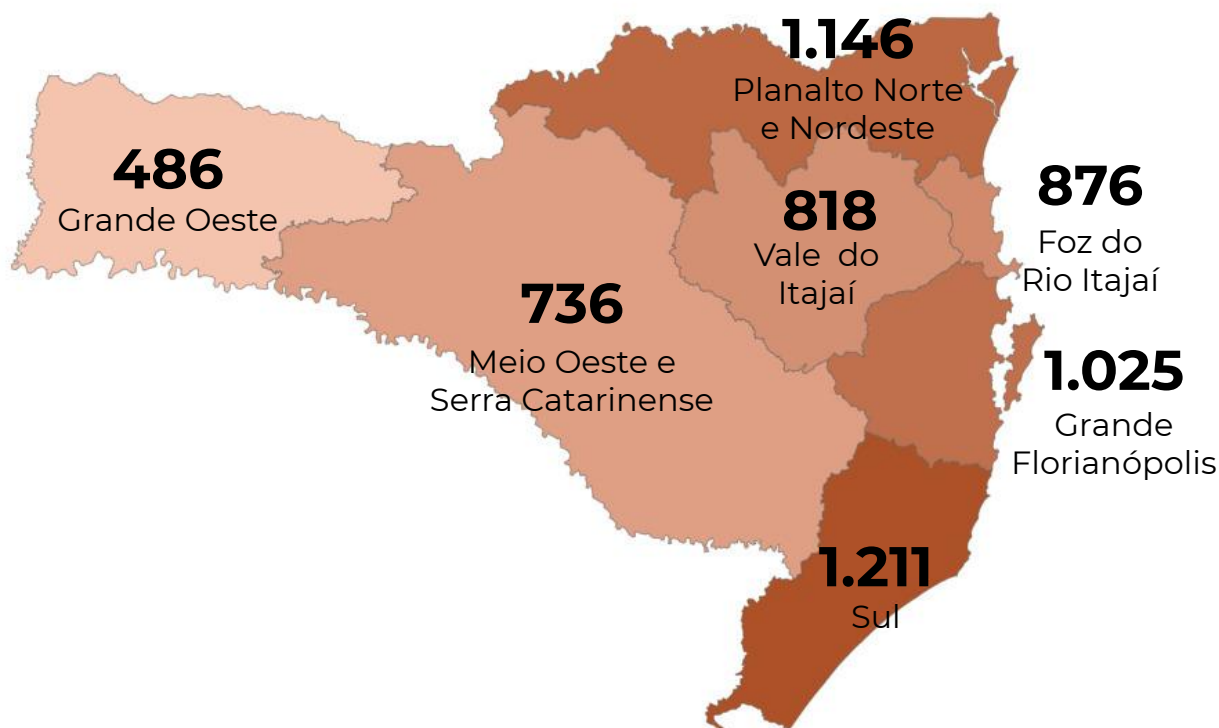 1.146
Planalto Norte
e Nordeste
486
Grande Oeste
818
Vale do
Itajaí
876
Foz do
Rio Itajaí
736
Meio Oeste e
Serra Catarinense
1.025
Grande
Florianópolis
1.211
Sul